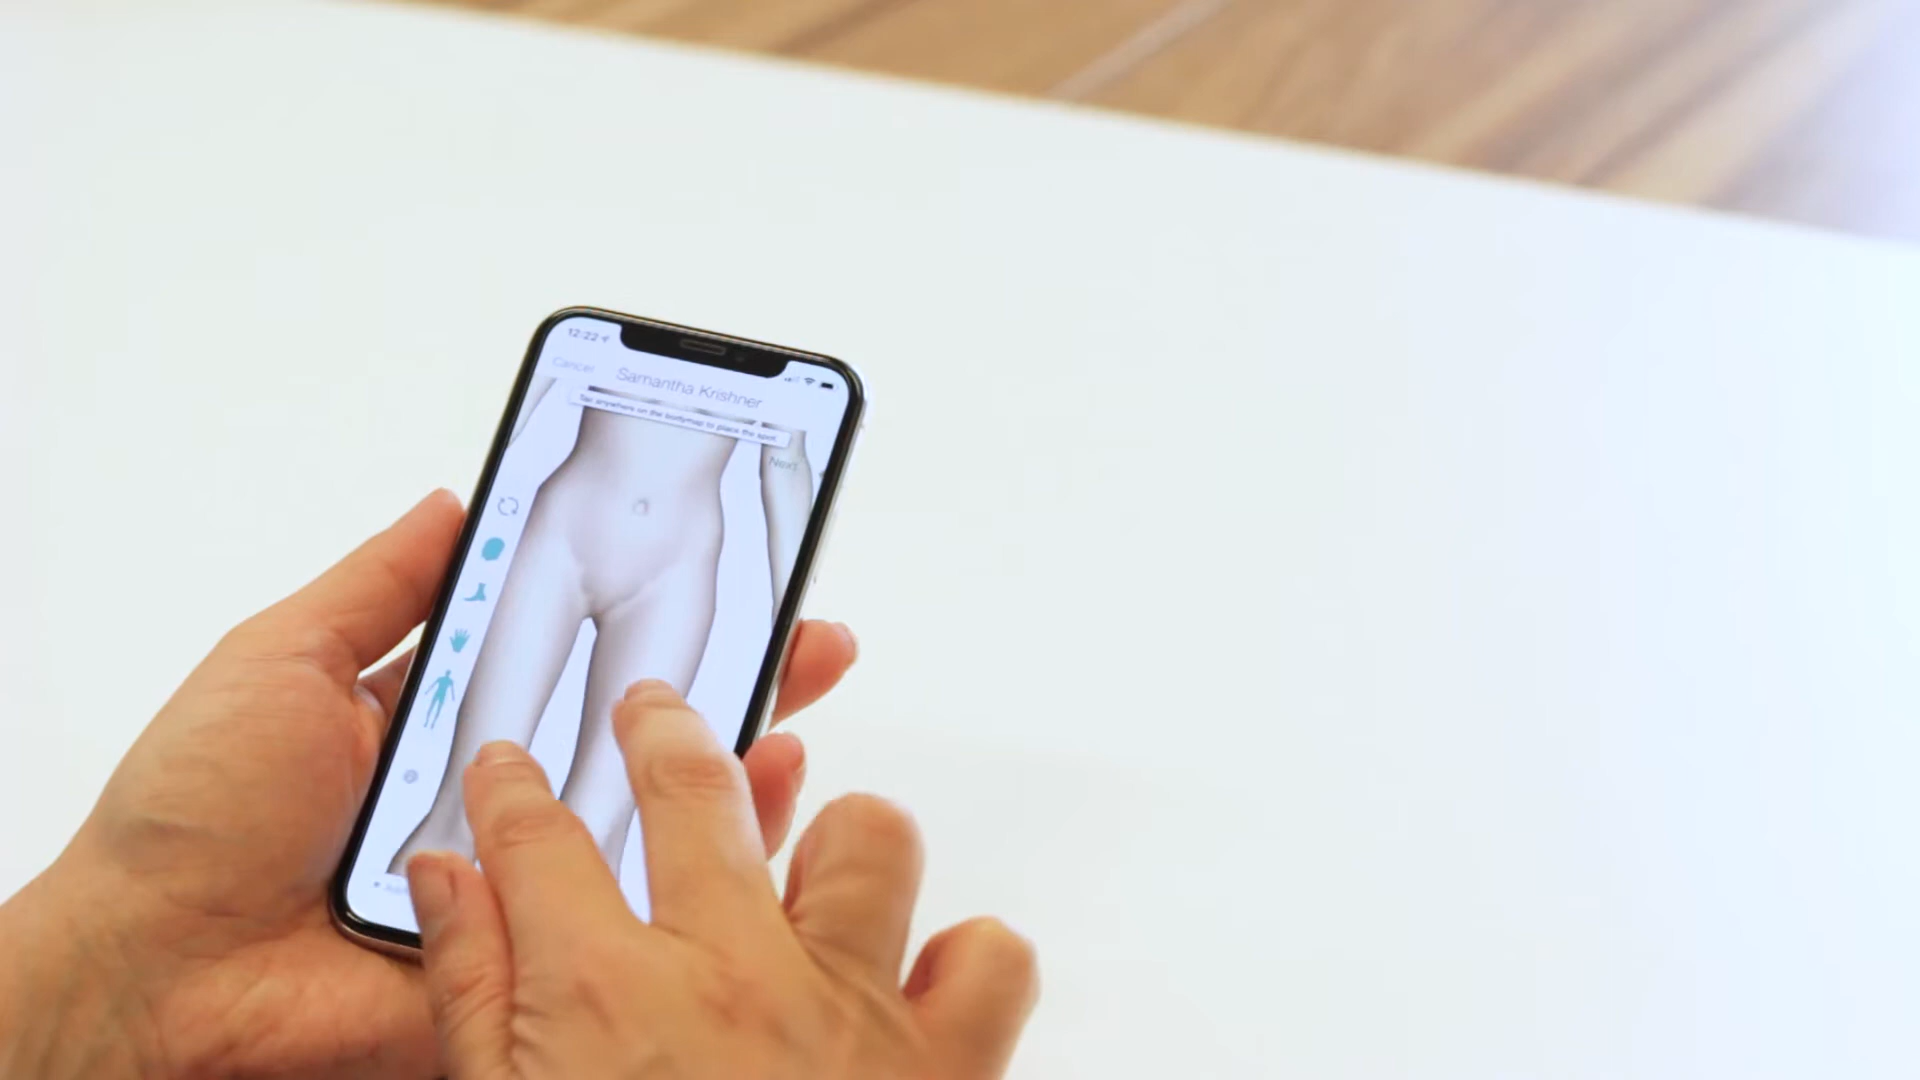 12:22
Cancel
Samantha Krishner
Tap anywhere on the bodymap to place the spot.
Next